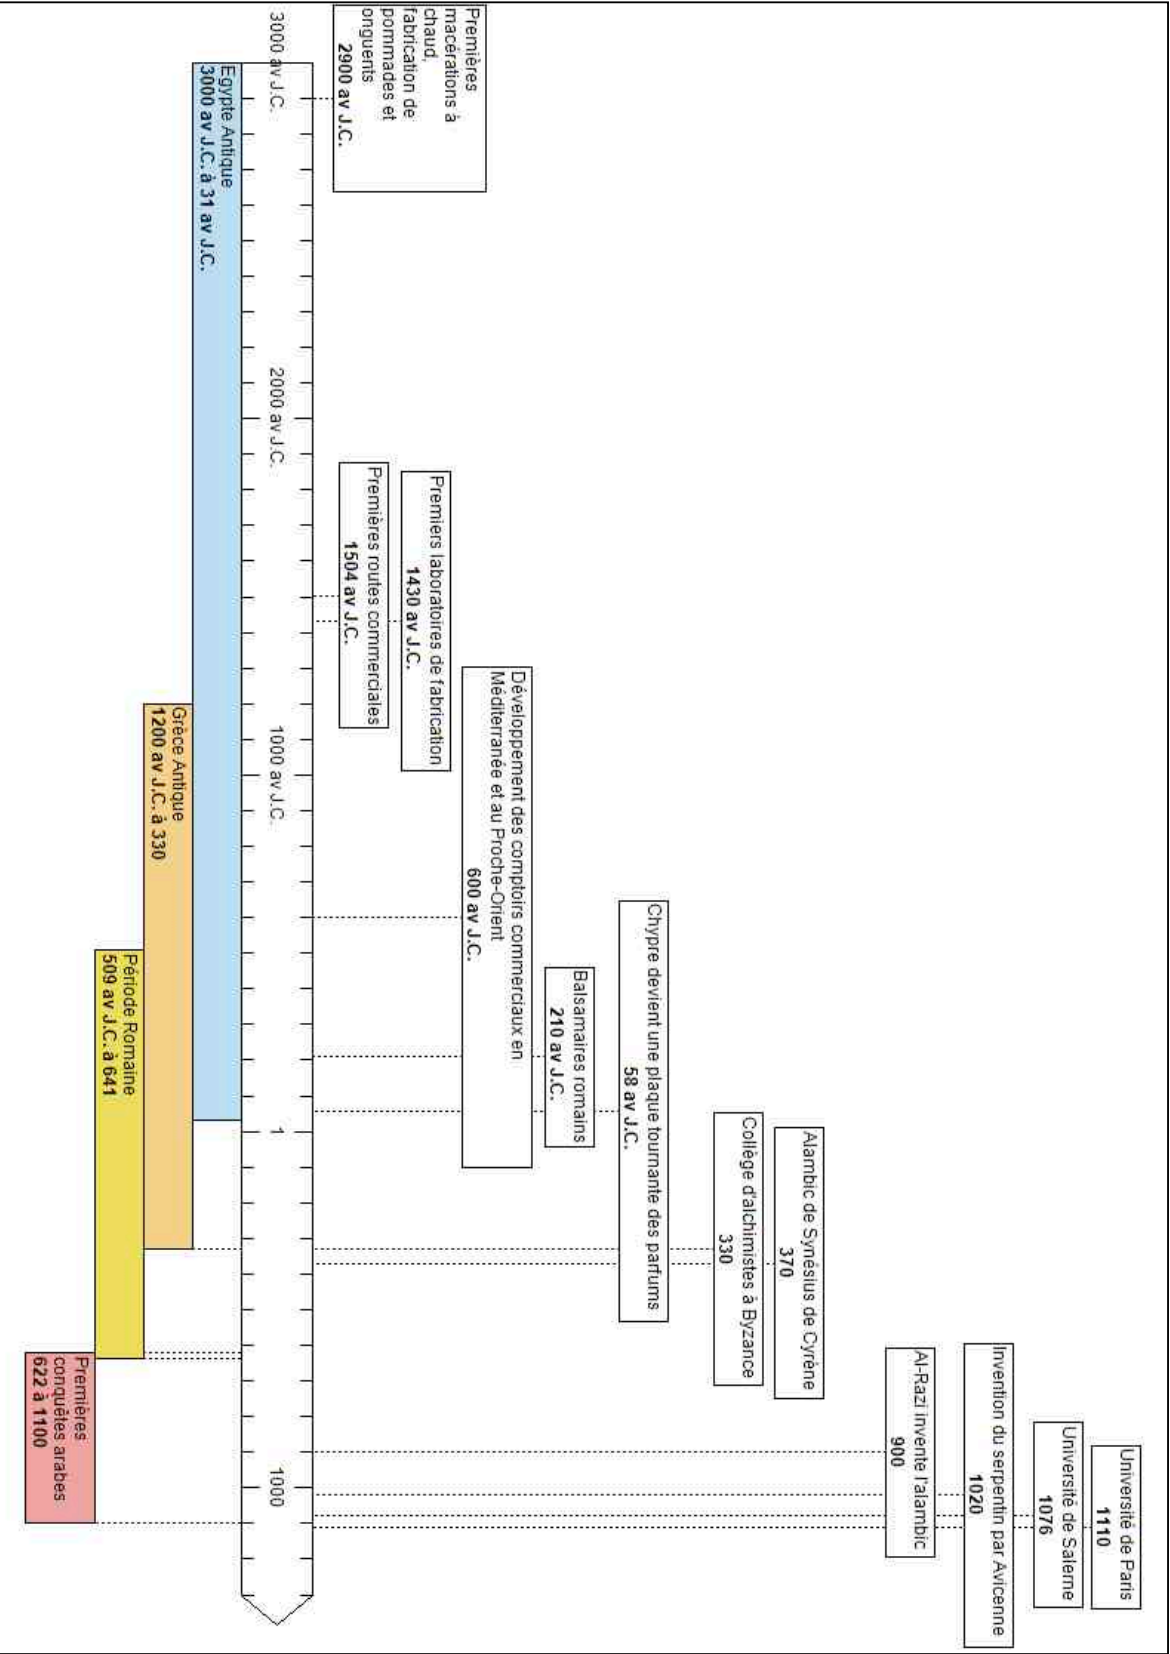 Premières
macérations à
chaud,
fabrication de
pommades et
onguents
2900 av J.C.
Premières routes commerciales
1504 av J.C.
Premiers laboratoires de fabrication
1430 av J.C.
Développement des comptoirs commerciaux en
Méditerranée et au Proche-Orient
600 av J.C.
Balsamaires romains
210 av J.C.
Chypre devient une plaque tournante des parfums
58 av J.C.
Collège d'alchimistes à Byzance
330
Alambic de Synésius de Cyrène
370
Al-Razi invente l'alambic
900
Invention du serpentin par Avicenne
1020
Université de Salerne
1076
Université de Paris
1110
3000 av J.C.
2000 av J.C.
1000 av J.C.
1
1000
Egypte Antique
3000 av J.C. à 31 av J.C.
Grèce Antique
1200 av J.C. à 330
Période Romaine
509 av J.C. à 641
Premières
conquêtes arabes
622 à 1100